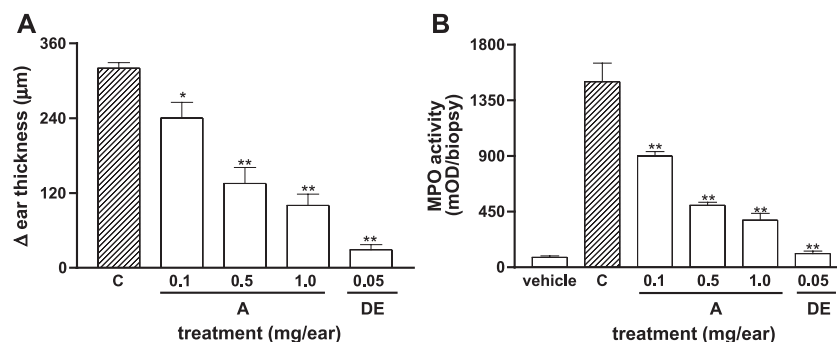 A
360
240
120
0
Δ ear thickness (μm)
*
**
**
**
C
0.1
0.5
1.0
0.05
A
DE
treatment (mg/ear)
B
1800
1350
900
450
0
MPO activity
(mOD/biopsy)
**
**
**
**
vehicle
C
0.1
0.5
1.0
0.05
A
DE
treatment (mg/ear)